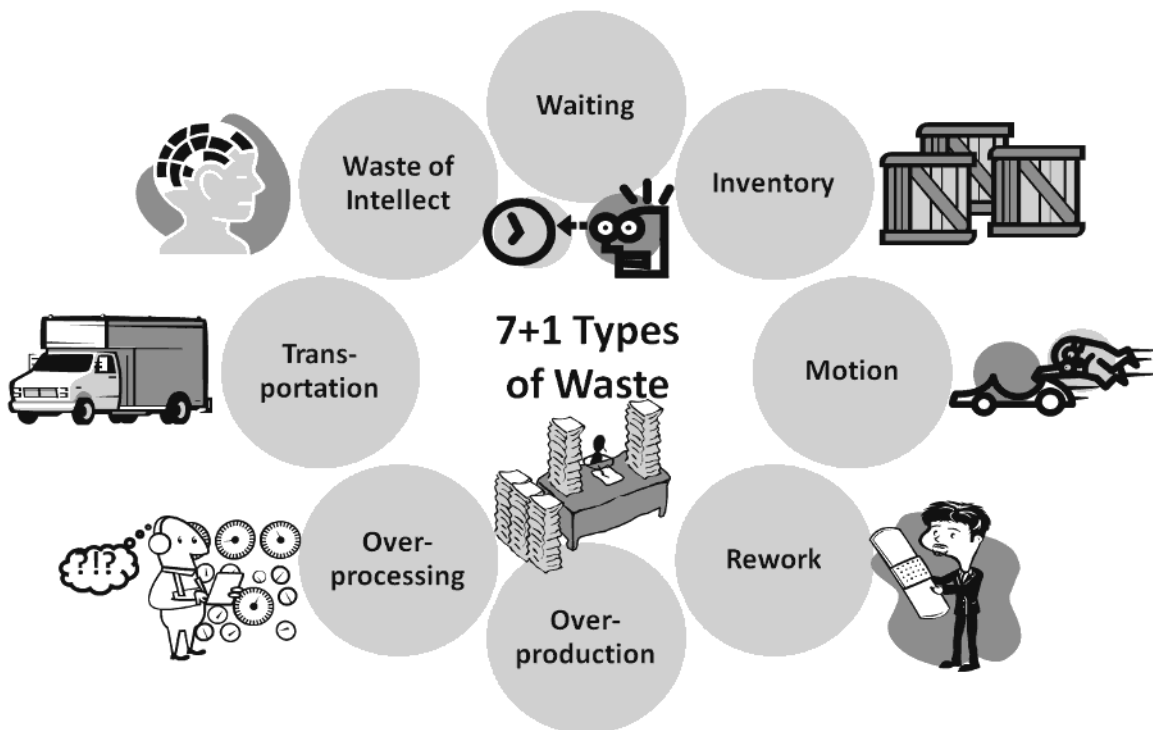 Waiting
Waste of
Intellect
Inventory
7+1 Types
of Waste
Trans-
portation
Motion
?!?
Over-
processing
Rework
Over-
production